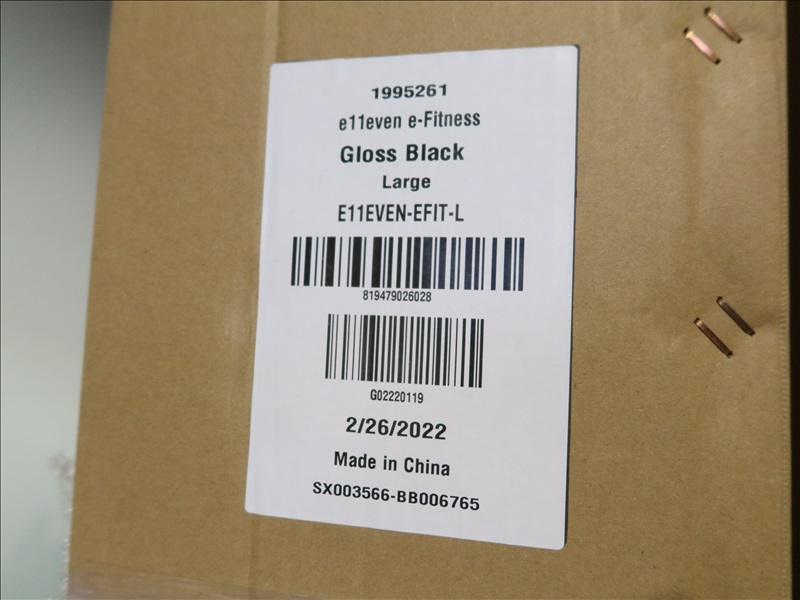 1995261
e11even e-Fitness
Gloss Black
Large
E11EVEN-EFIT-L
819479026028
G02220119
2/26/2022
Made in China
SX003566-BB006765